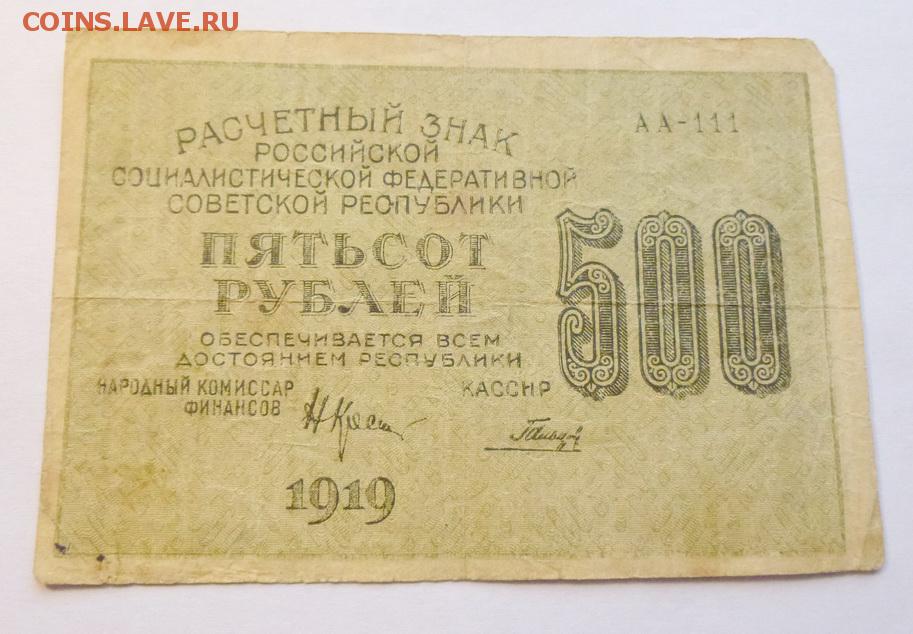 COINS.LAVE.RU
РАСЧЕТНЫЙ ЗНАК
АА-111
РОССИЙСКОЙ
СОЦИАЛИСТИЧЕСКОЙ ФЕДЕРАТИВНОЙ
СОВЕТСКОЙ РЕСПУБЛИКИ
ПЯТЬСОТ
РУБЛЕЙ
500
ОБЕСПЕЧИВАЕТСЯ ВСЕМ
ДОСТОЯНИЕМ РЕСПУБЛИКИ
НАРОДНЫЙ КОМИССАР
ФИНАНСОВ
КАССИР
1919